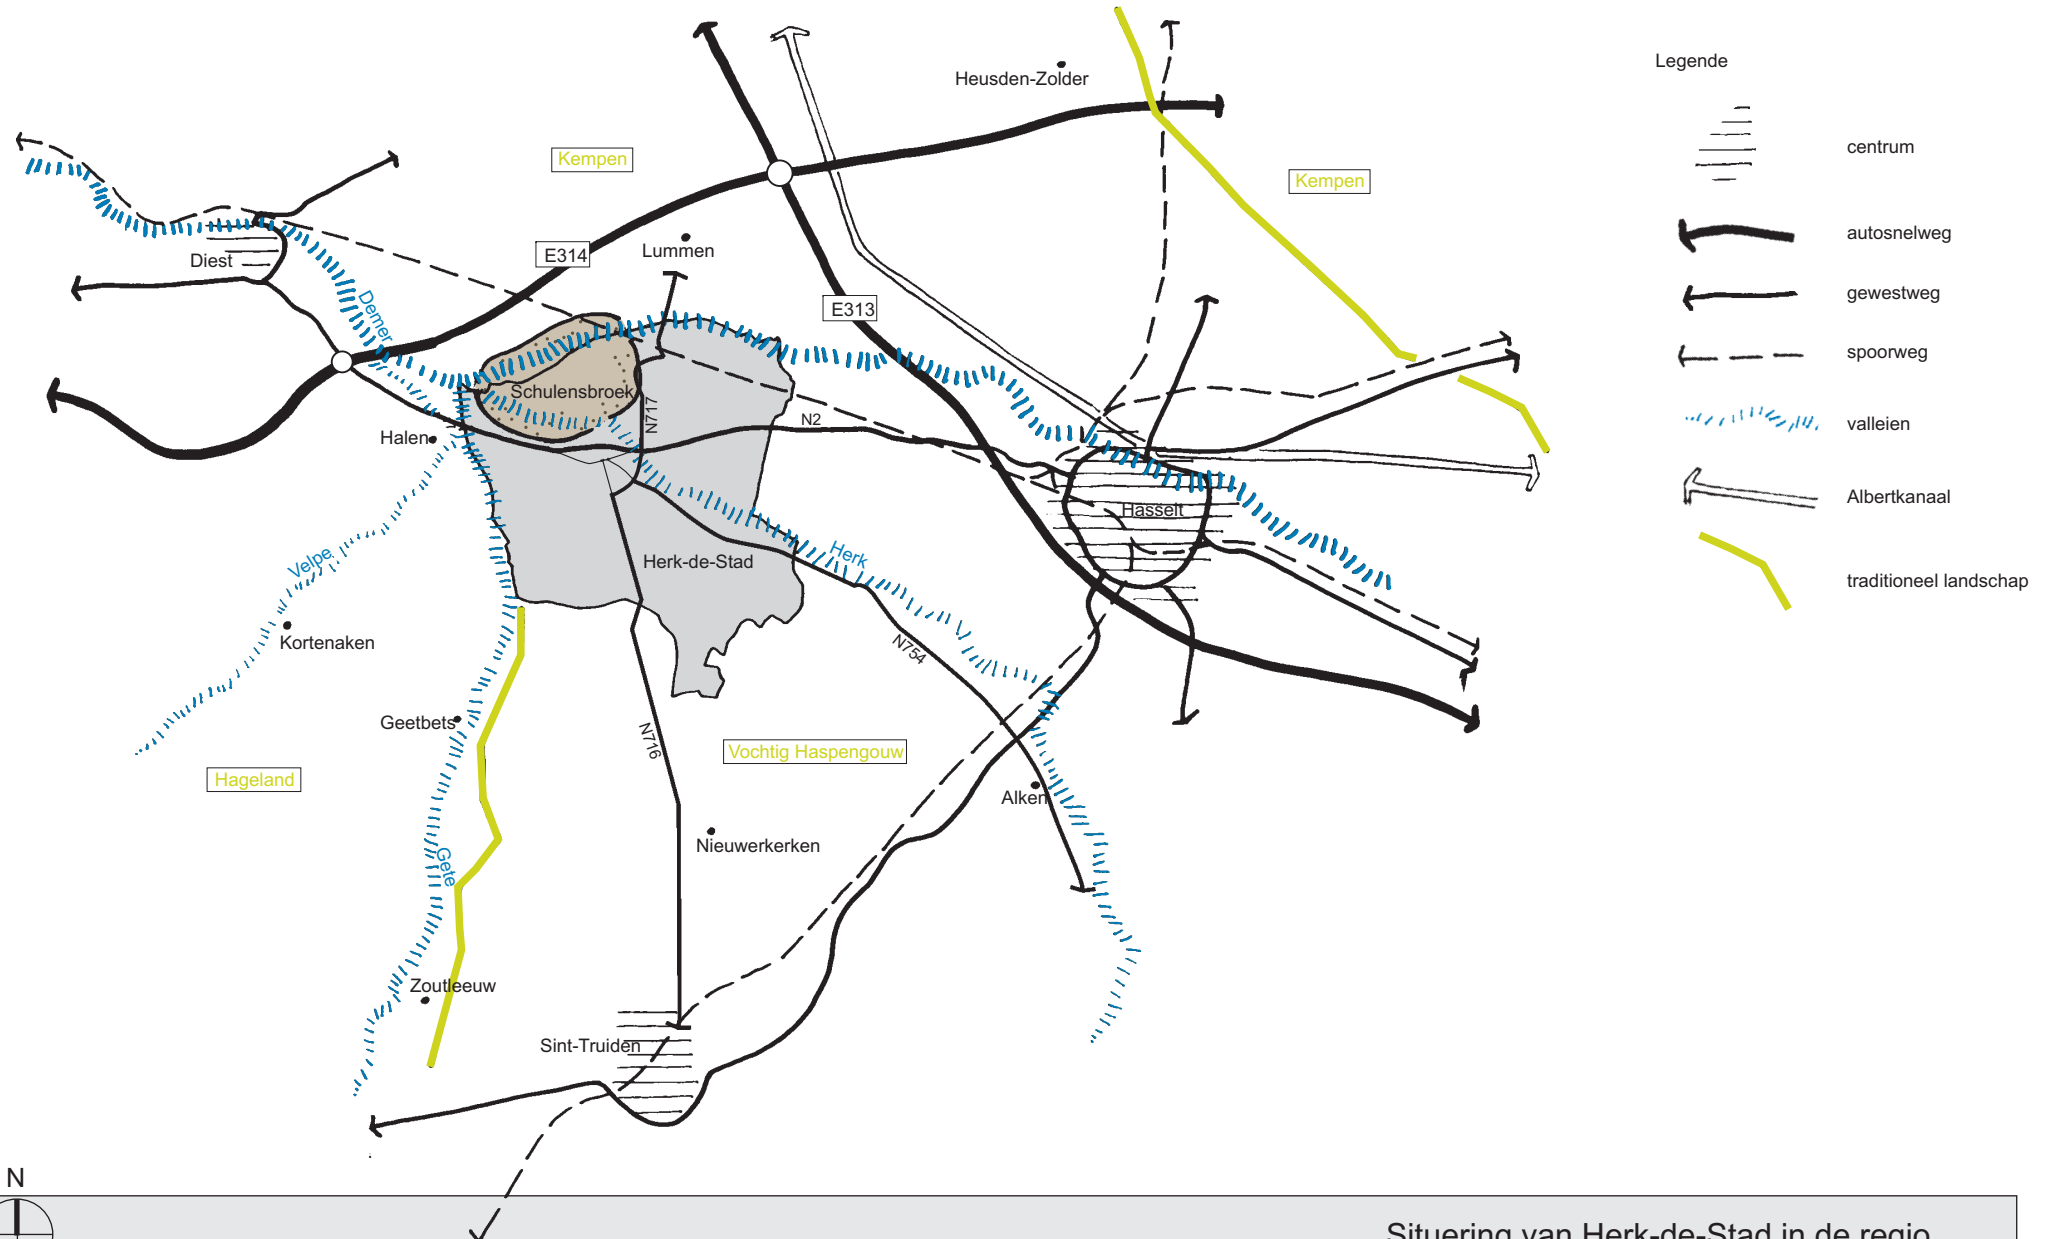 Heusden-Zolder
Legende
Kempen
Kempen
centrum
autosnelweg
Lummen
E314
Diest
gewestweg
E313
Demer
spoorweg
Schulensbroek
N717
N2
valleien
Halen
Albertkanaal
Hasselt
Velpe
Herk-de-Stad
Herk
traditioneel landschap
Kortenaken
N754
Geetbets
N716
Vochtig Haspengouw
Hageland
Alken
Nieuwerkerken
Gete
Zoutleeuw
Sint-Truiden
N
Situering van Herk-de-Stad in de regio